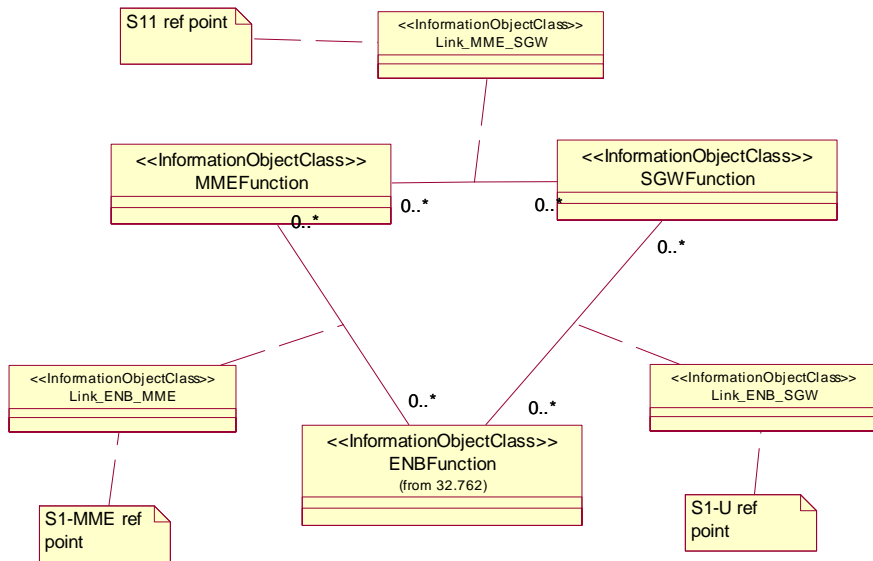 S11 ref point
<<InformationObjectClass>>
Link_MME_SGW
<<InformationObjectClass>>
MMEFunction
<<InformationObjectClass>>
SGWFunction
0..*
0..*
0..*
0..*
<<InformationObjectClass>>
Link_ENB_MME
<<InformationObjectClass>>
Link_ENB_SGW
0..*
0..*
<<InformationObjectClass>>
ENBFunction
(from 32.762)
S1-MME ref
point
S1-U ref
point